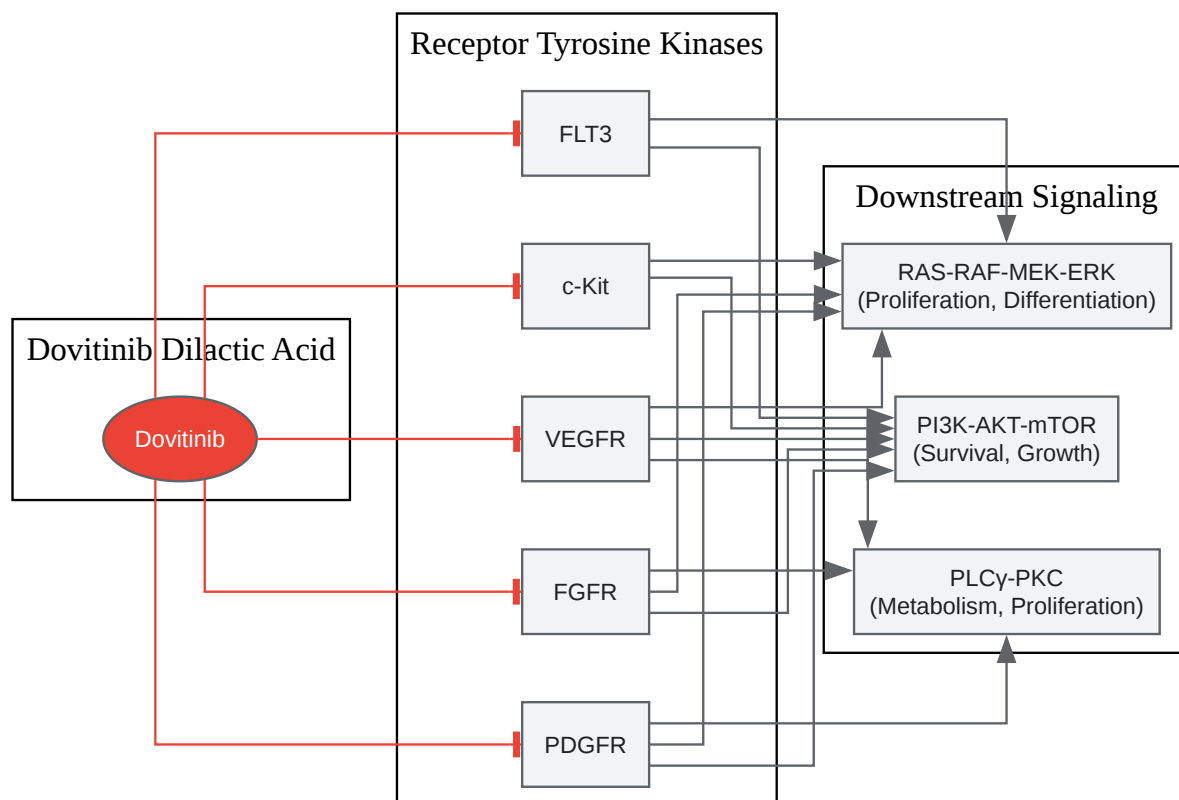 Receptor Tyrosine Kinases
FLT3
c-Kit
VEGFR
FGFR
PDGFR
Dovitinib Dilactic Acid
Dovitinib
Downstream Signaling
RAS-RAF-MEK-ERK
(Proliferation, Differentiation)
PI3K-AKT-mTOR
(Survival, Growth)
PLCγ-PKC
(Metabolism, Proliferation)